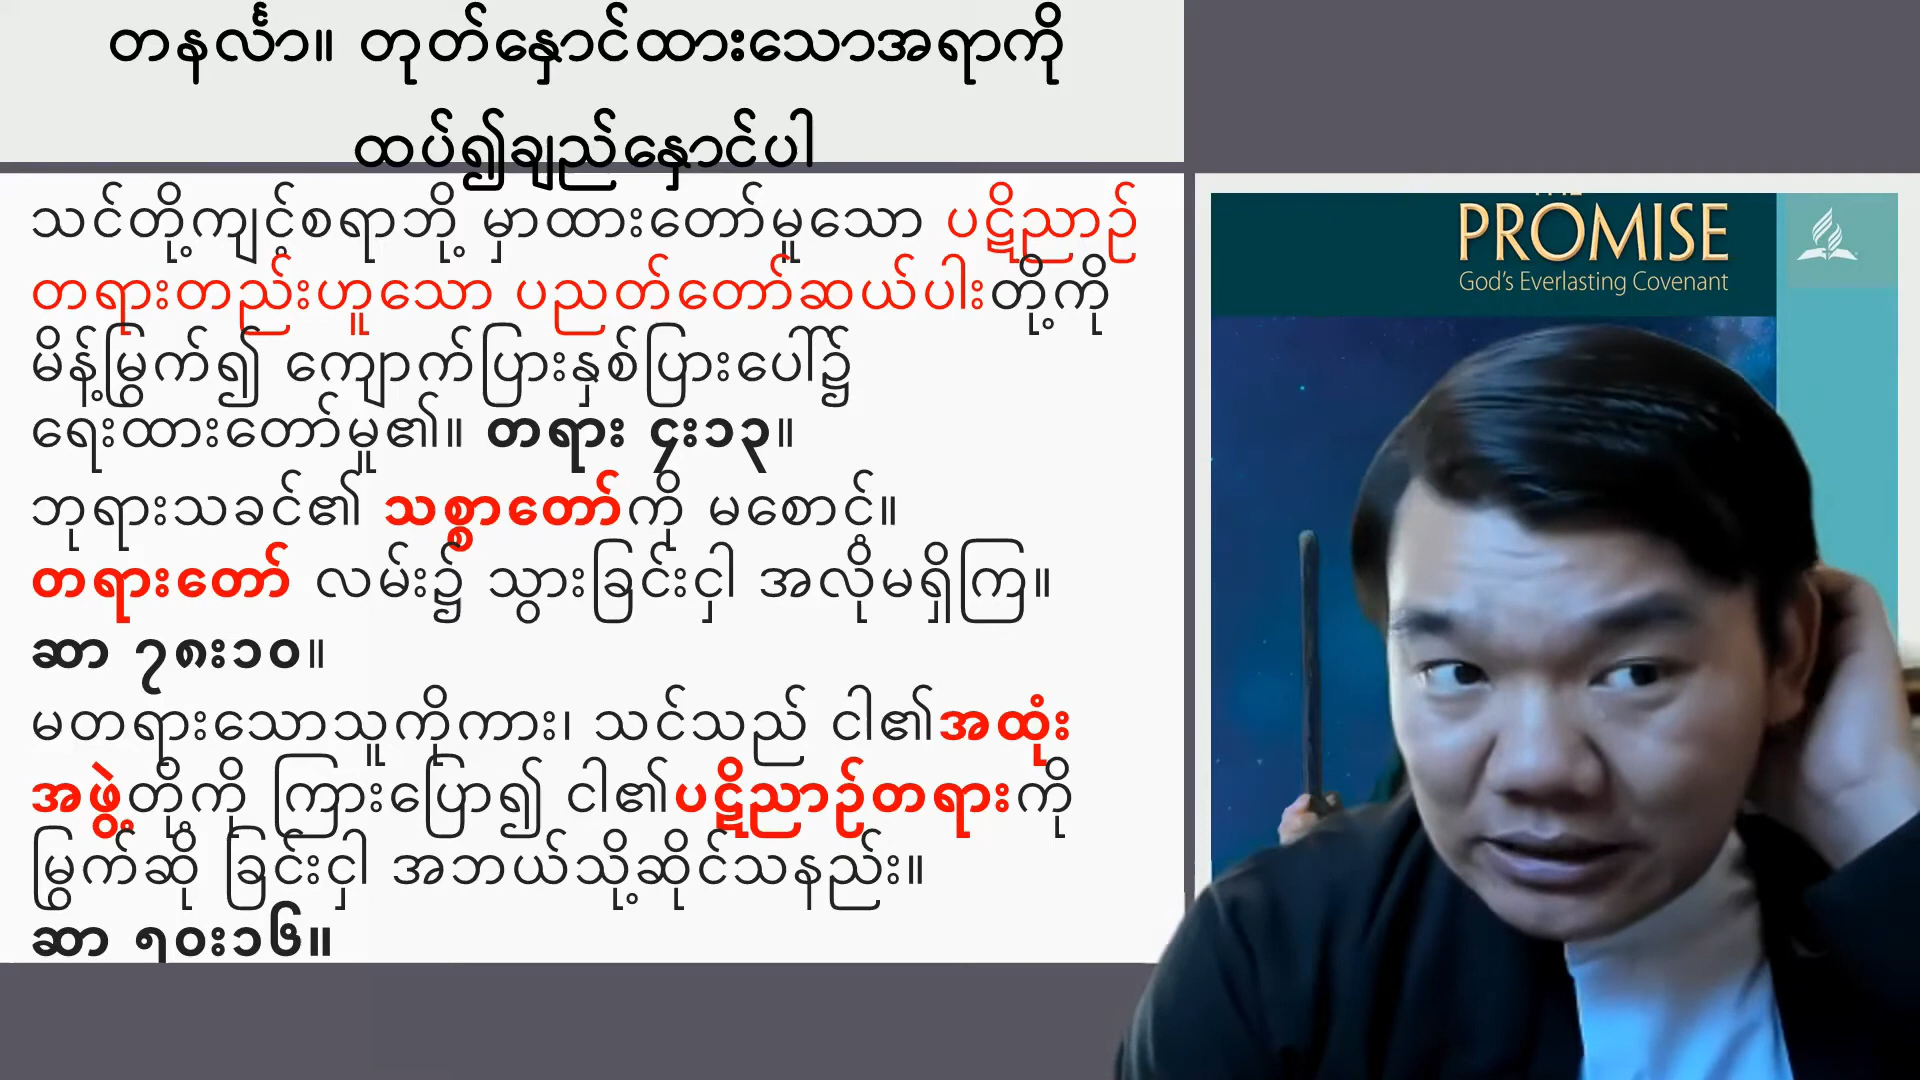 တနင်္လာ။ တုတ်နှောင်ထားသောအရာကို
ထပ်၍ချည်နှောင်ပါ
သင်တို့ကျင့်စရာဘို့ မှာထားတော်မူသော ပဋိညာဉ်
တရားတည်းဟူသော ပညတ်တော်ဆယ်ပါးတို့ကို
မိန့်မြွက်၍ ကျောက်ပြားနှစ်ပြားပေါ်၌
ရေးထားတော်မူ၏။ တရား ၄း၁၃။
ဘုရားသခင်၏ သစ္စာတော်ကို မစောင့်။
တရားတော် လမ်း၌ သွားခြင်းငှါ အလိုမရှိကြ။
ဆာ ၇၈း၁၀။
မတရားသောသူကိုကား၊ သင်သည် ငါ၏အထုံး
အဖွဲ့တို့ကို ကြားပြော၍ ငါ၏ပဋိညာဉ်တရားကို
မြွက်ဆို ခြင်းငှါ အဘယ်သို့ဆိုင်သနည်း။
ဆာ ၅၀း၁၆။
THE
PROMISE
God's Everlasting Covenant